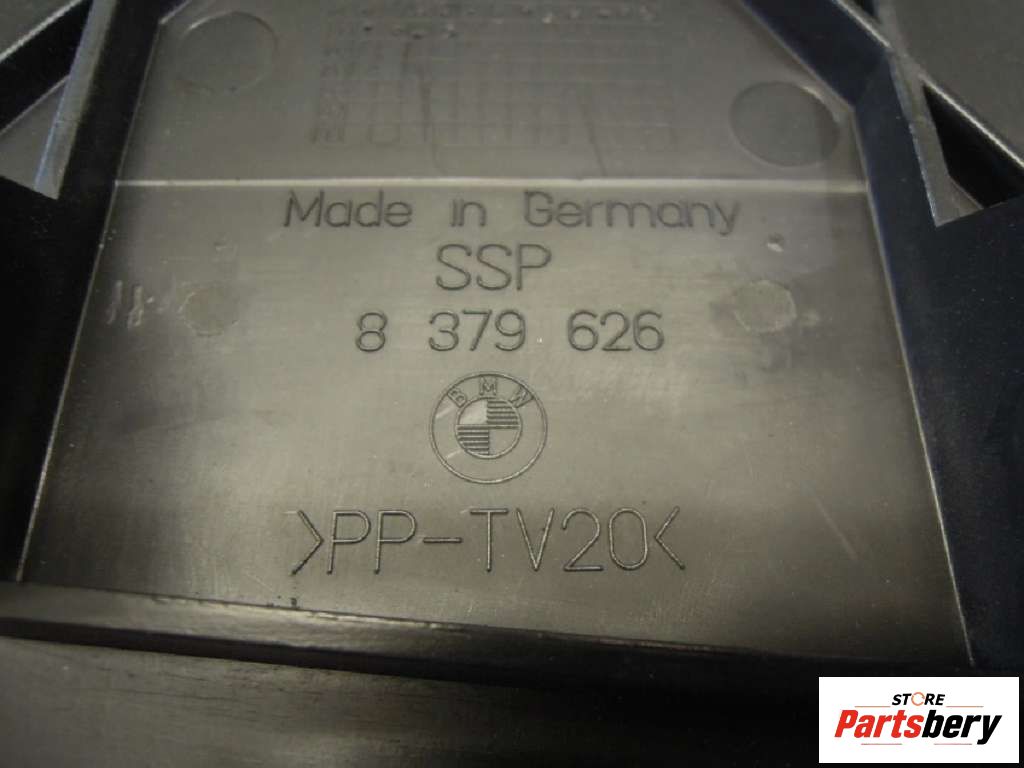 Made in Germany
SSP
8 379 626
BMW
>PP-TV20<
STORE
Partsbery